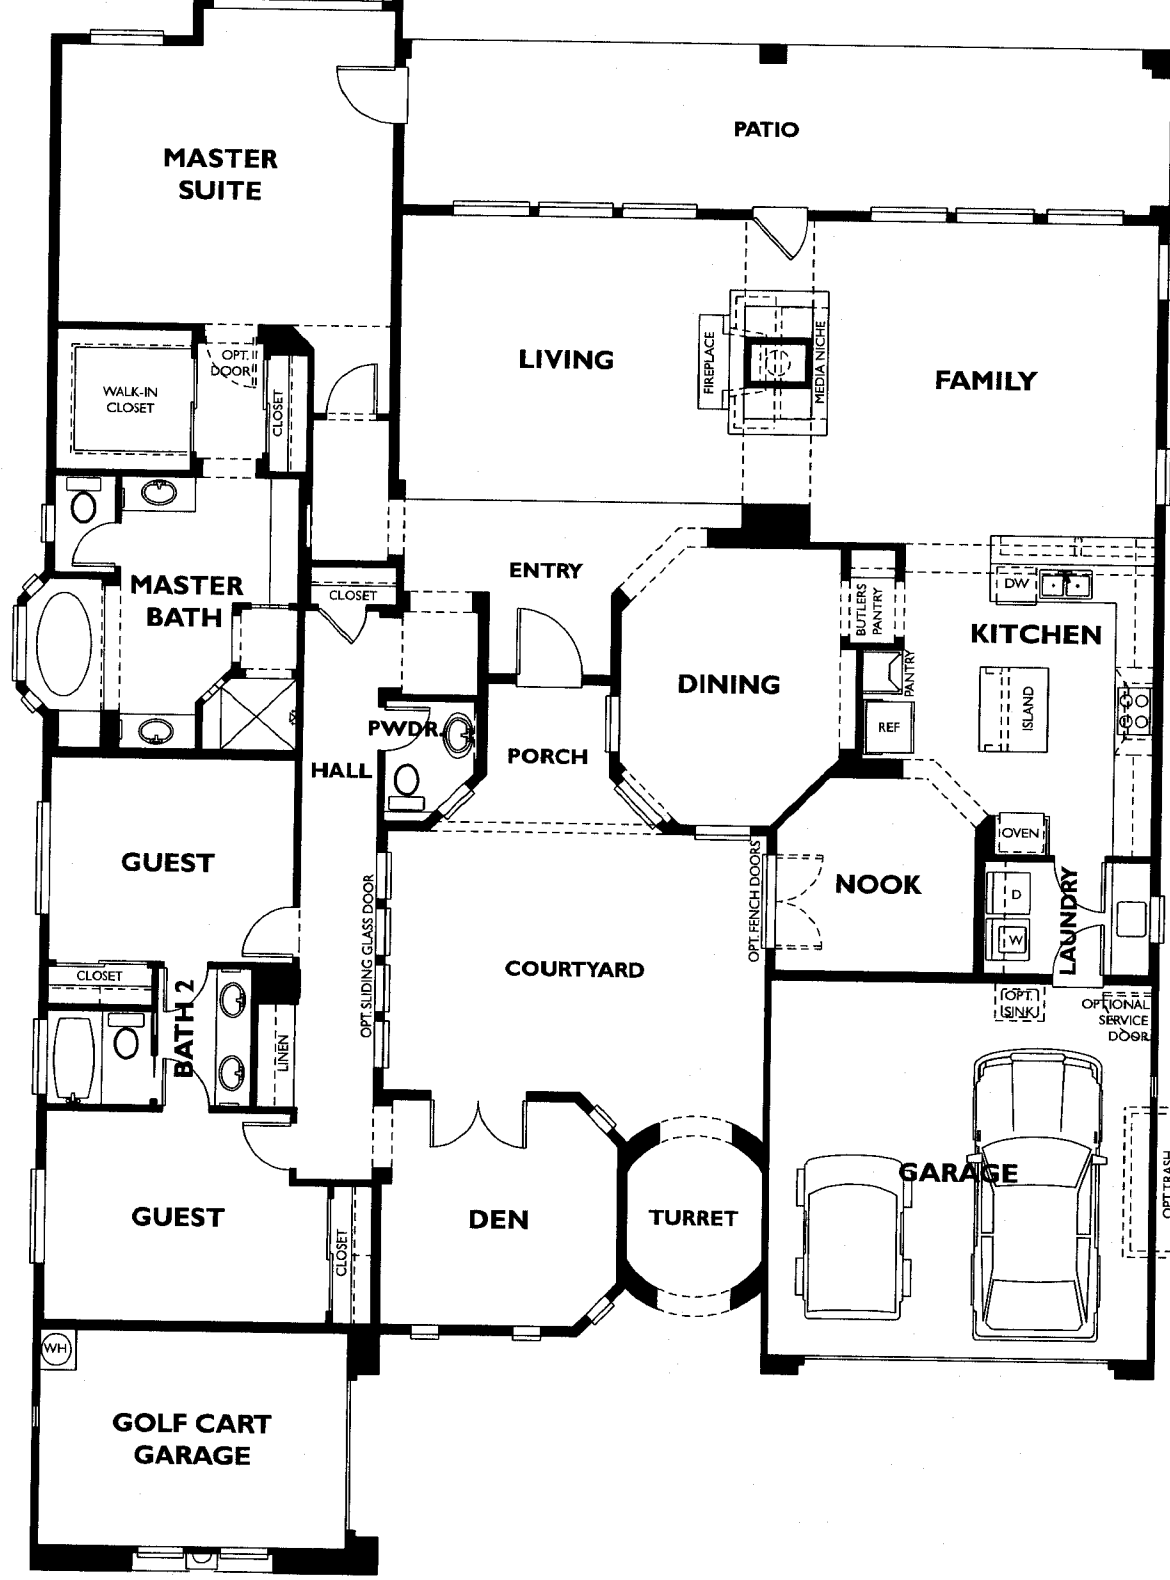 PATIO
MASTER
SUITE
LIVING
FIREPLACE
MEDIA NICHE
FAMILY
OPT.
DOOR
WALK-IN
CLOSET
CLOSET
MASTER
BATH
CLOSET
ENTRY
DINING
BUTLERS
PANTRY
DW
KITCHEN
PANTRY
REF
ISLAND
PWDR.
HALL
PORCH
OVEN
GUEST
NOOK
D
W
LAUNDRY
OPT. SLIDING GLASS DOOR
COURTYARD
OPT. FENCH DOORS
CLOSET
BATH 2
LINEN
OPT.
SINK
OPTIONAL
SERVICE
DOOR
GARAGE
OPT TRASH
GUEST
CLOSET
DEN
TURRET
WH
GOLF CART
GARAGE